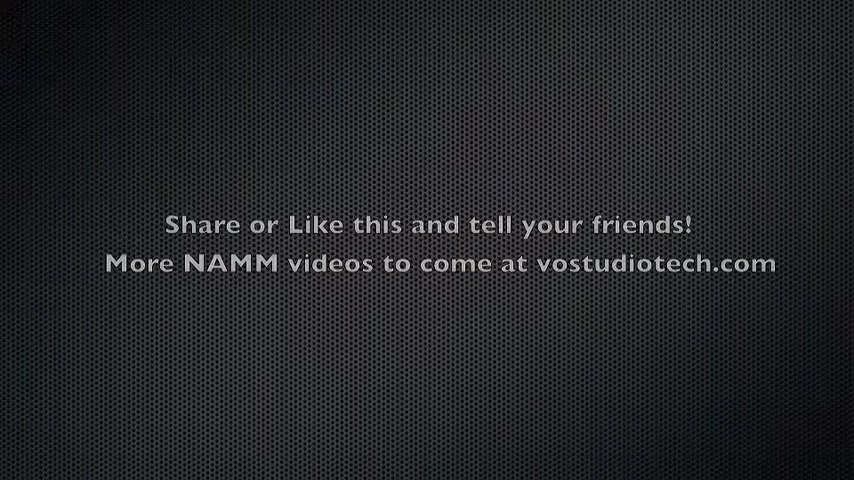 Share or Like this and tell your friends!
More NAMM videos to come at vostudiotech.com